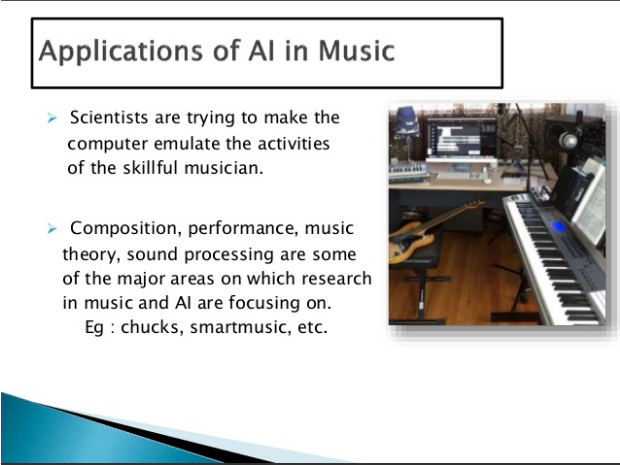 Applications of AI in Music
➢ Scientists are trying to make the
computer emulate the activities
of the skillful musician.
➢ Composition, performance, music
theory, sound processing are some
of the major areas on which research
in music and AI are focusing on.
Eg : chucks, smartmusic, etc.